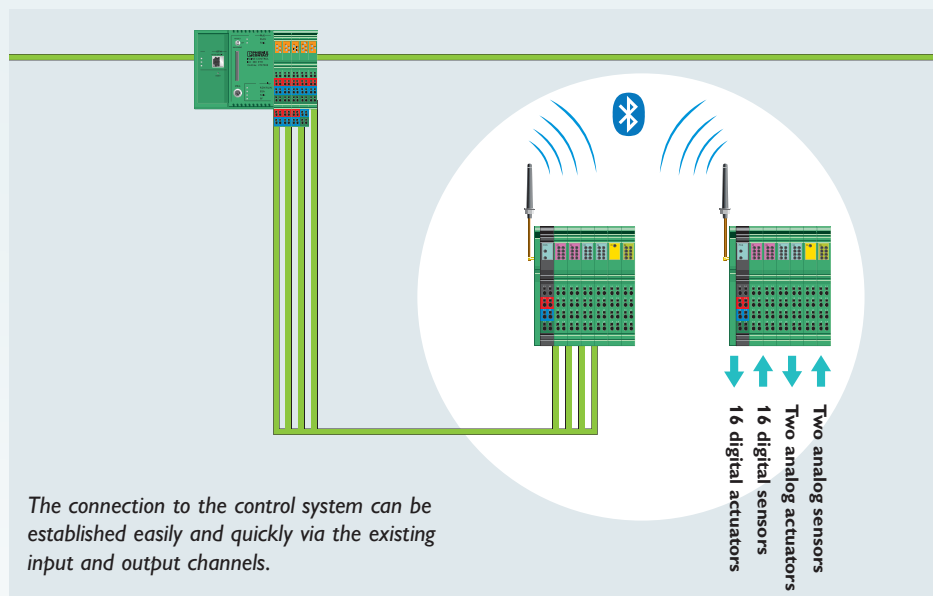 16 digital actuators
16 digital sensors
Two analog actuators
Two analog sensors
The connection to the control system can be
established easily and quickly via the existing
input and output channels.